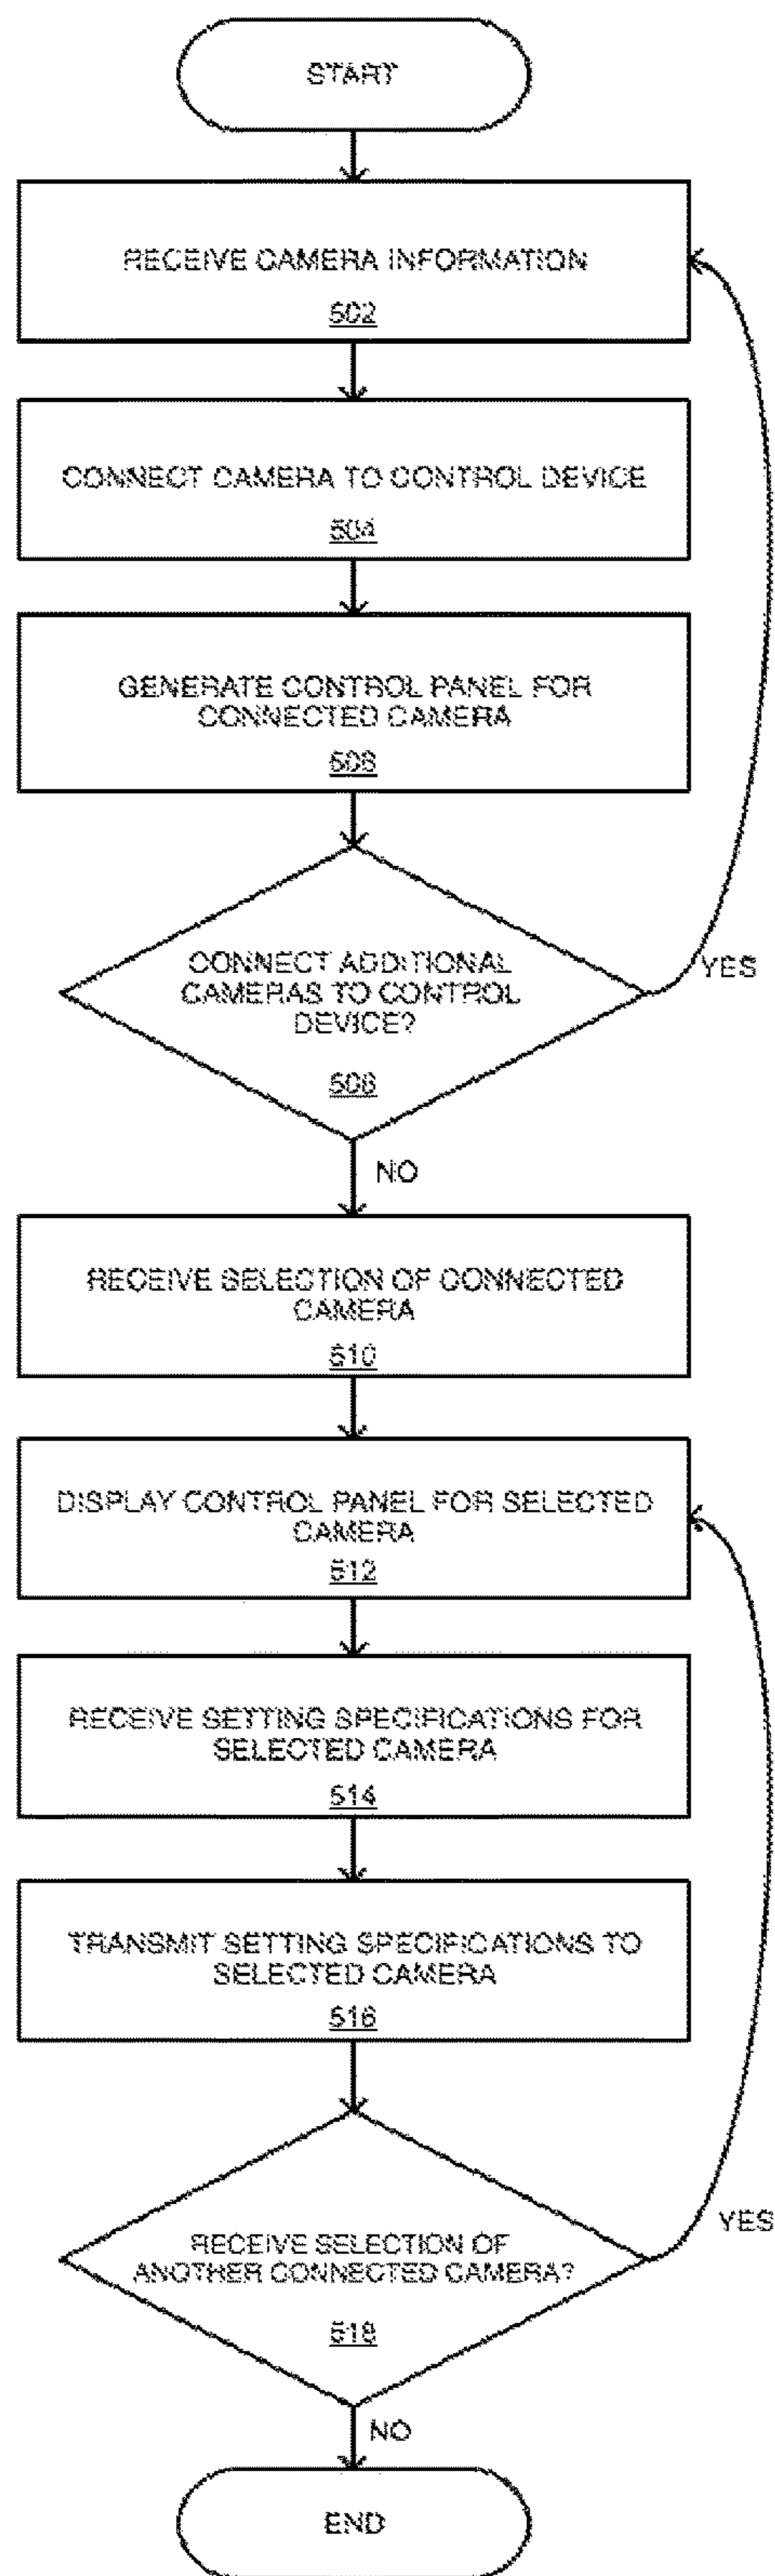 START
RECEIVE CAMERA INFORMATION
502
CONNECT CAMERA TO CONTROL DEVICE
504
GENERATE CONTROL PANEL FOR
CONNECTED CAMERA
508
CONNECT ADDITIONAL
CAMERAS TO CONTROL
DEVICE?
506
YES
NO
RECEIVE SELECTION OF CONNECTED
CAMERA
510
DISPLAY CONTROL PANEL FOR SELECTED
CAMERA
512
RECEIVE SETTING SPECIFICATIONS FOR
SELECTED CAMERA
514
TRANSMIT SETTING SPECIFICATIONS TO
SELECTED CAMERA
516
RECEIVE SELECTION OF
ANOTHER CONNECTED CAMERA?
518
YES
NO
END